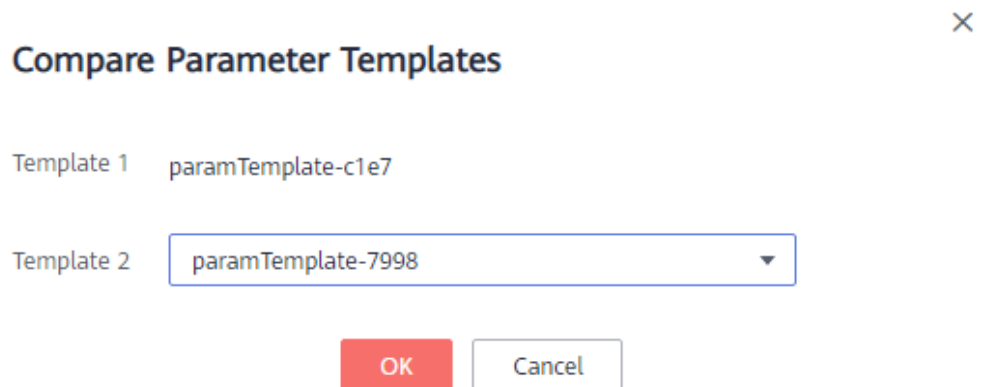 Compare Parameter Templates
Template 1 paramTemplate-c1e7
Template 2 paramTemplate-7998
OK Cancel